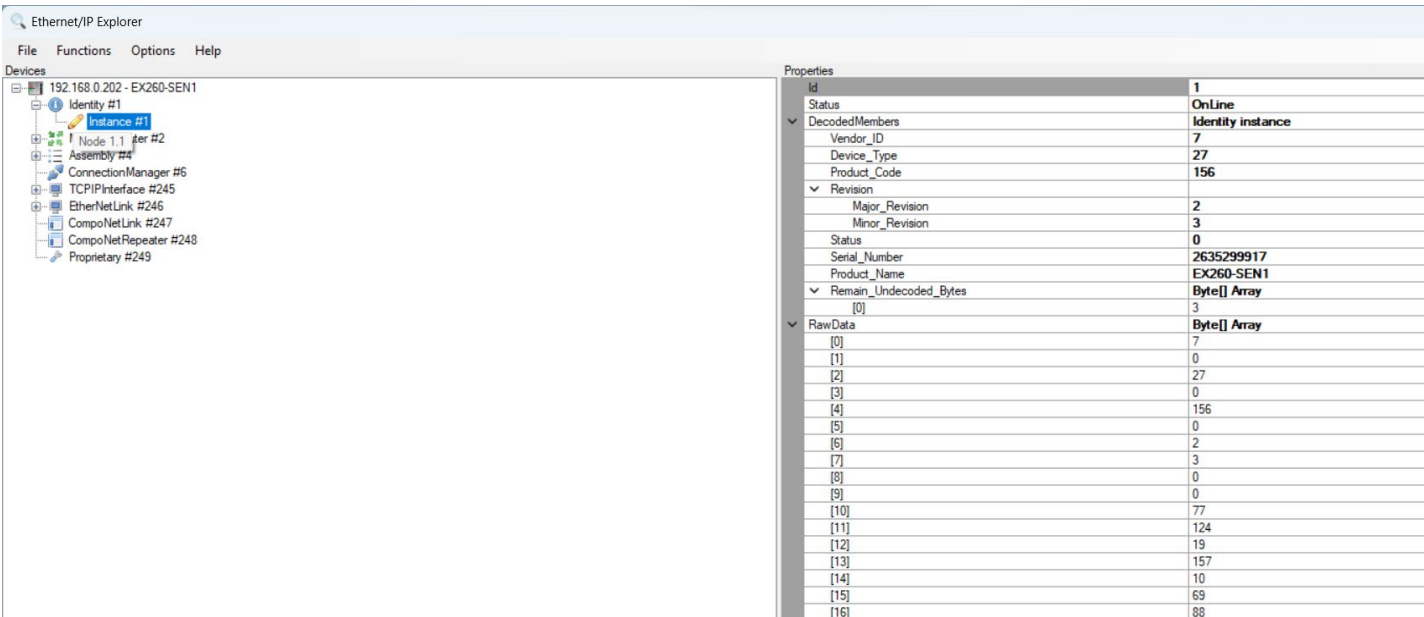 Ethernet/IP Explorer
File Functions Options Help
Devices
192.168.0.202 - EX260-SEN1
Identity #1
Instance #1
Node 1.1
#2
Assembly #4
ConnectionManager #6
TCPIPInterface #245
EtherNetLink #246
CompoNetLink #247
CompoNetRepeater #248
Proprietary #249
Properties
Id 1
Status OnLine
DecodedMembers Identity instance
Vendor_ID 7
Device_Type 27
Product_Code 156
Revision
Major_Revision 2
Minor_Revision 3
Status 0
Serial_Number 2635299917
Product_Name EX260-SEN1
Remain_Undecoded_Bytes Byte[] Array
[0] 3
RawData Byte[] Array
[0] 7
[1] 0
[2] 27
[3] 0
[4] 156
[5] 0
[6] 2
[7] 3
[8] 0
[9] 0
[10] 77
[11] 124
[12] 19
[13] 157
[14] 10
[15] 69
[16] 88